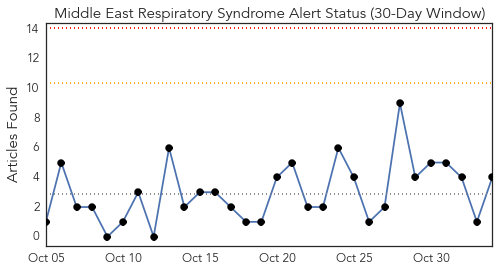 Middle East Respiratory Syndrome Alert Status (30-Day Window)
Articles Found
14
12
10
8
6
4
2
0
Oct 05 Oct 10 Oct 15 Oct 20 Oct 25 Oct 30